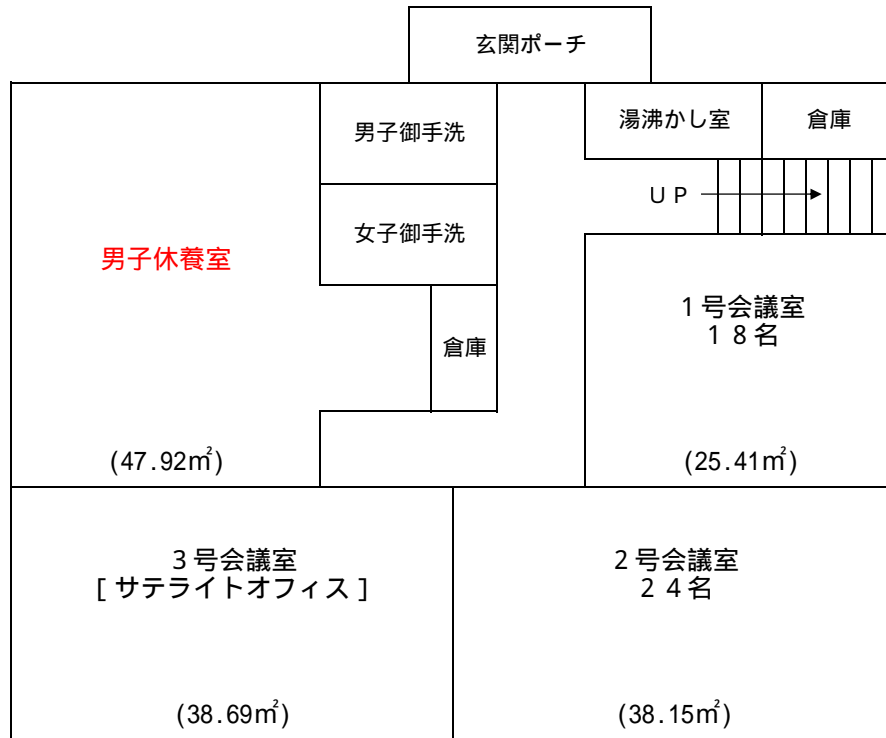 玄関ポーチ
男子御手洗
湯沸かし室
倉庫
UP
女子御手洗
男子休養室
1号会議室
18名
倉庫
(47.92㎡)
(25.41㎡)
3号会議室
[サテライトオフィス]
2号会議室
24名
(38.69㎡)
(38.15㎡)